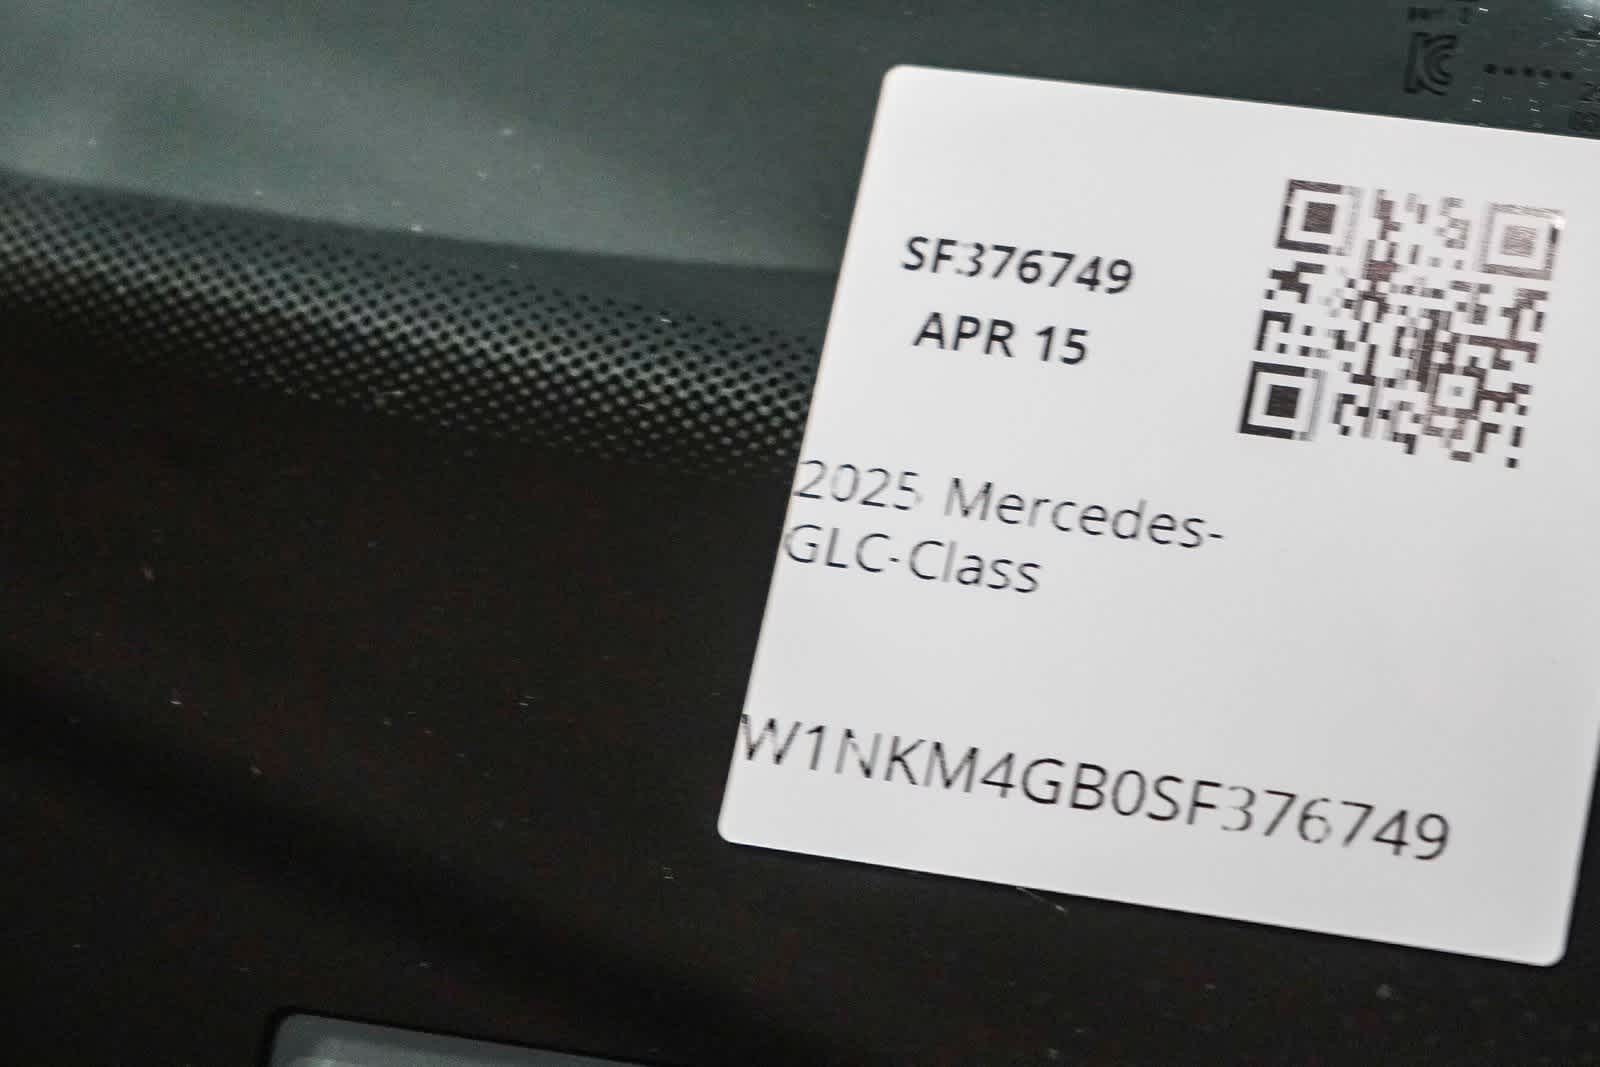 SF376749
APR 15
2025 Mercedes-
GLC-Class
W1NKM4GB0SF376749